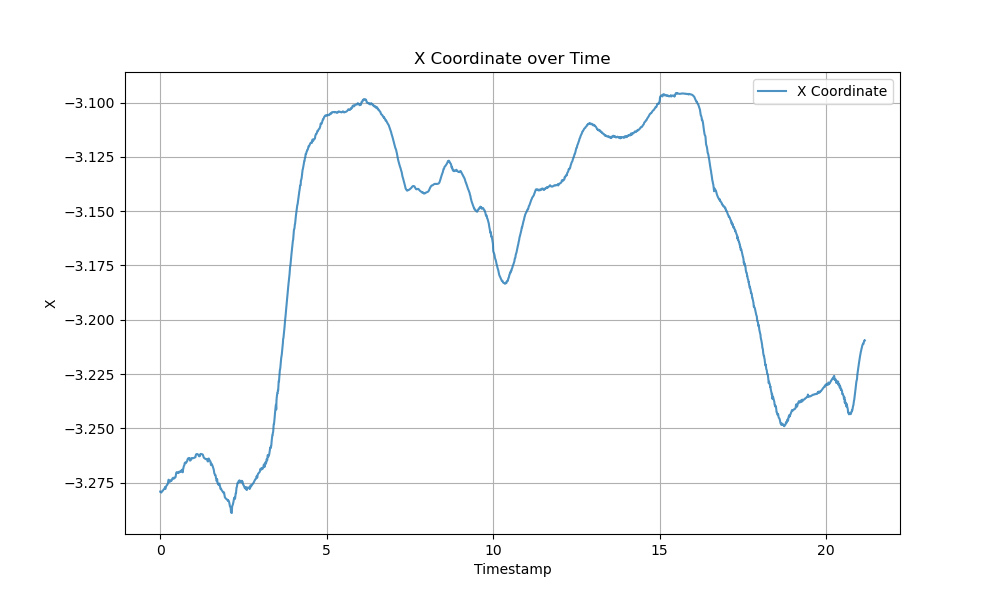 X Coordinate over Time
X Coordinate
−3.100
−3.125
−3.150
−3.175
−3.200
−3.225
−3.250
−3.275
X
0 5 10 15 20
Timestamp